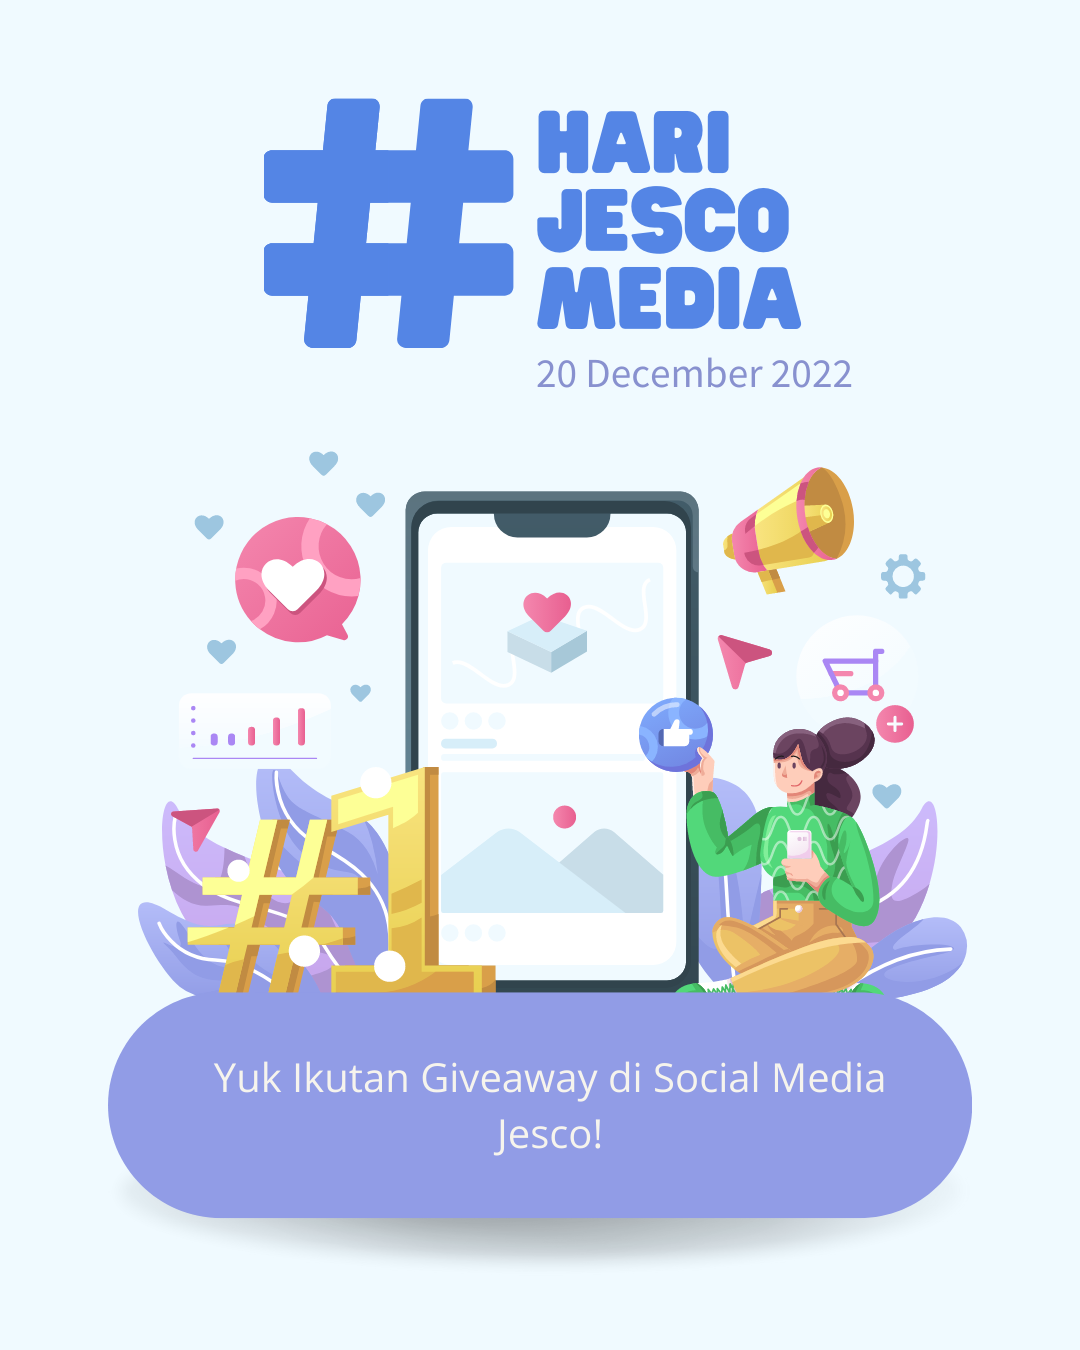 # HARI
JESCO
MEDIA
20 December 2022
#1
Yuk Ikutan Giveaway di Social Media
Jesco!